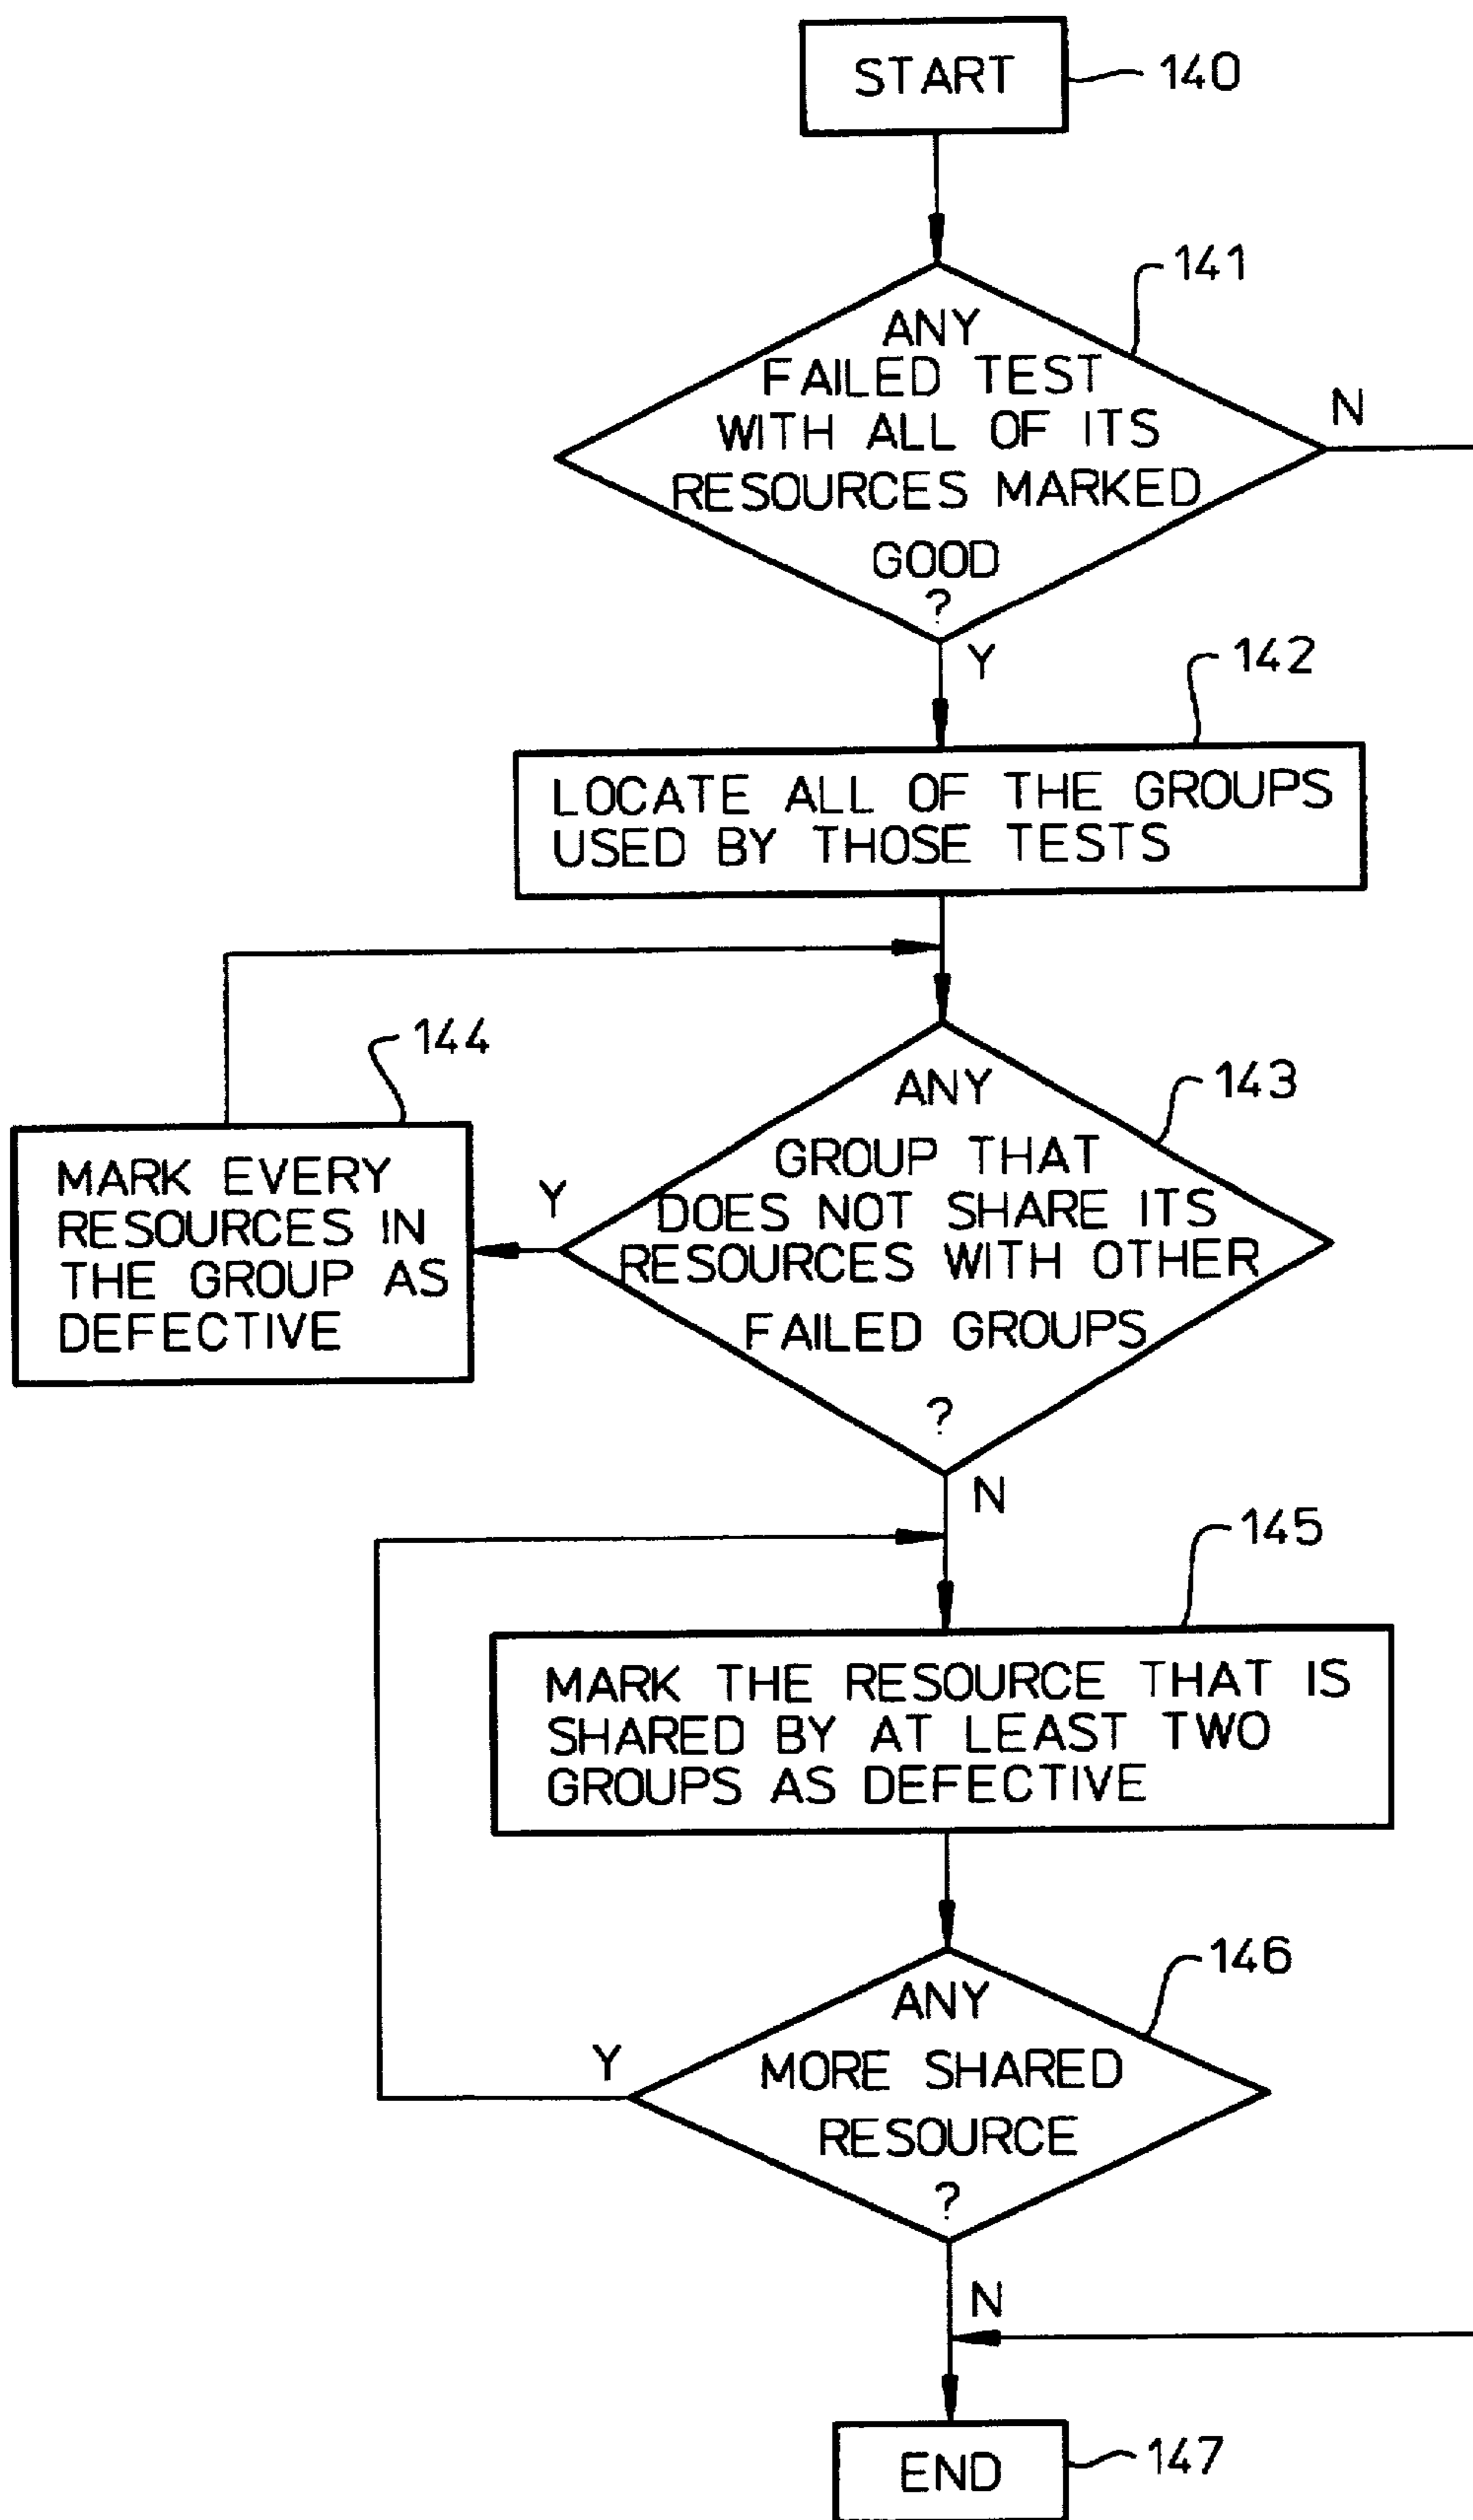 START
140
141
ANY
FAILED TEST
WITH ALL OF ITS
RESOURCES MARKED
GOOD
?
N
Y
142
LOCATE ALL OF THE GROUPS
USED BY THOSE TESTS
144
143
ANY
GROUP THAT
DOES NOT SHARE ITS
RESOURCES WITH OTHER
FAILED GROUPS
?
Y
MARK EVERY
RESOURCES IN
THE GROUP AS
DEFECTIVE
N
145
MARK THE RESOURCE THAT IS
SHARED BY AT LEAST TWO
GROUPS AS DEFECTIVE
146
ANY
MORE SHARED
RESOURCE
?
Y
N
END
147